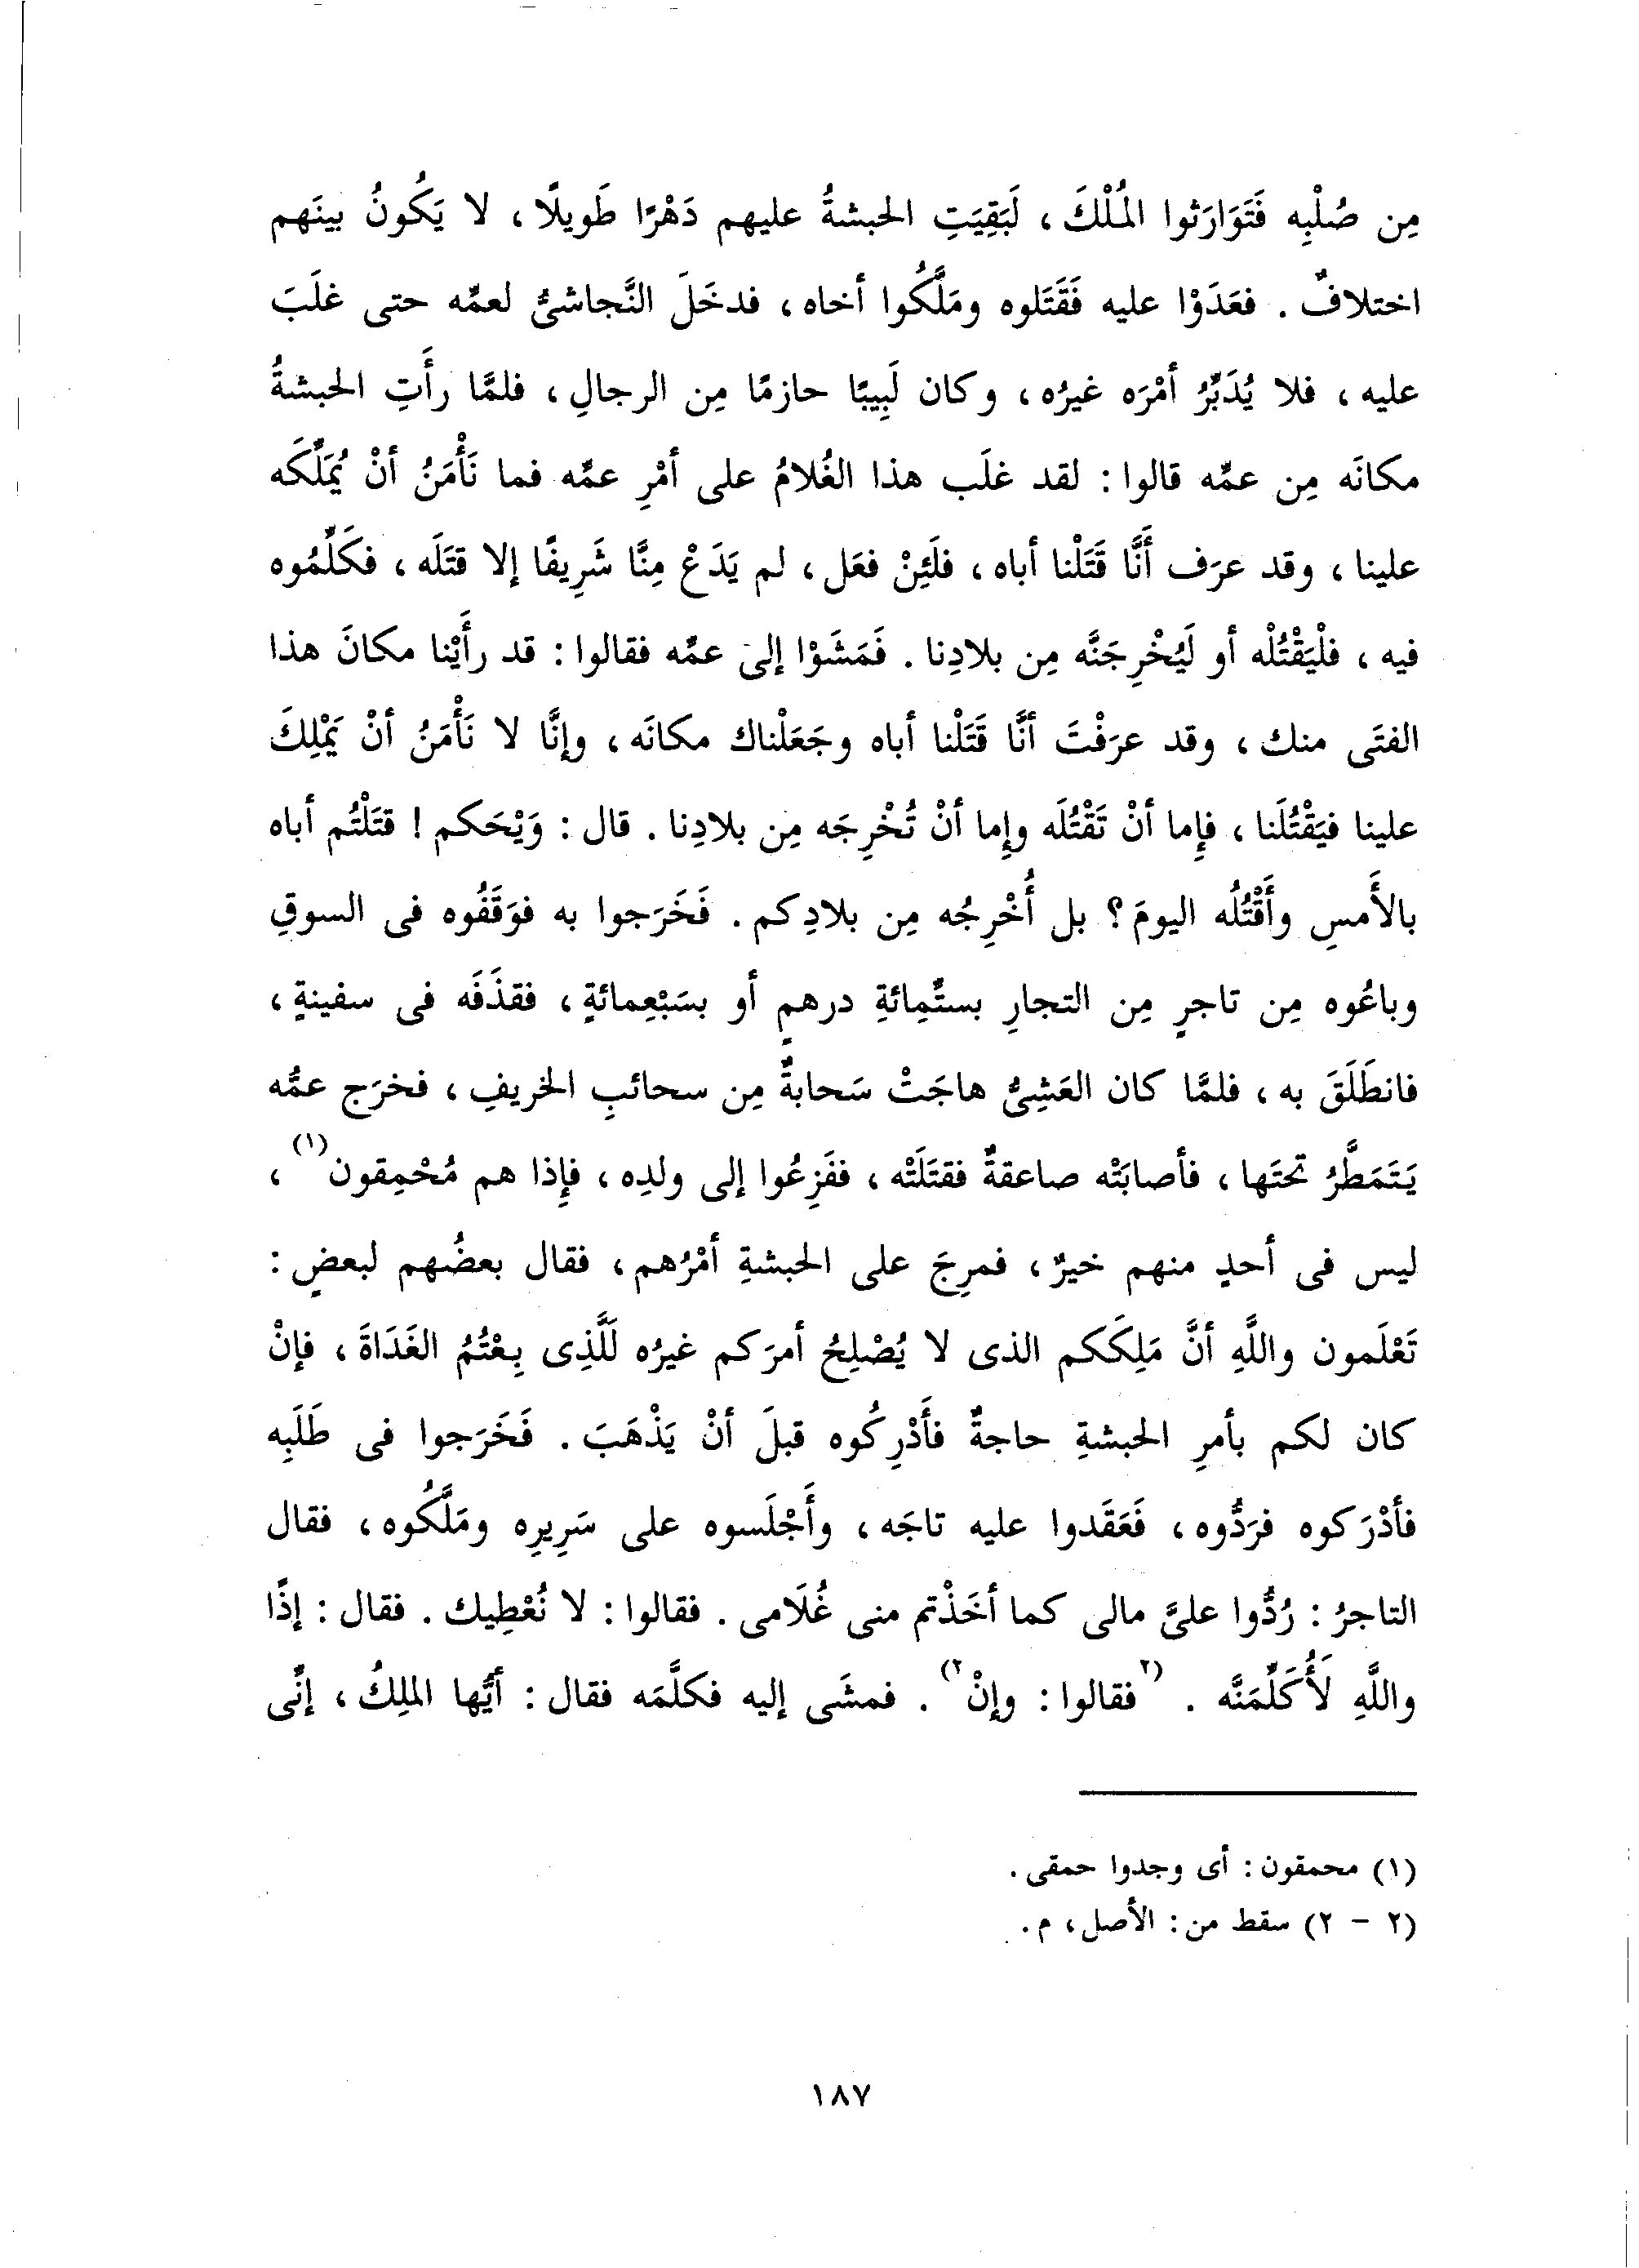 مِن صُلْبِه فَتَوَارَثوا المُلْكَ ، لَبَقِيَتِ الحبشةُ عليهم دَهْرًا طَويلًا ، لا يَكُونُ بينَهم
اختلافٌ . فعَدَوْا عليه فَقَتَلوه ومَلَّكُوا أخاه ، فدخَلَ النَّجاشىُّ لعمِّه حتى غلَبَ
عليه ، فلا يُدَبِّرُ أمْرَه غيرُه ، وكان لَبِيبًا حازمًا مِن الرجالِ ، فلمَّا رأَتِ الحبشةُ
مكانَه مِن عمِّه قالوا : لقد غلَب هذا الغُلامُ على أمْرِ عمِّه فما نَأْمَنُ أنْ يُمَلِّكَه
علينا ، وقد عرَف أَنَّا قَتَلْنا أباه ، فلَئِنْ فعَل ، لم يَدَعْ مِنَّا شَرِيفًا إلا قتَلَه ، فكَلِّمُوه
فيه ، فلْيَقْتُلْه أو لَيُخْرِجَنَّه مِن بلادِنا . فَمَشَوْا إلى عمِّه فقالوا : قد رأَيْنا مكانَ هذا
الفتَى منك ، وقد عرَفْتَ أنَّا قَتَلْنا أباه وجَعَلْناك مكانَه ، وإنَّا لا نَأْمَنُ أنْ يَمْلِكَ
علينا فيَقْتُلَنا ، فإما أنْ تَقْتُلَه وإما أنْ تُخْرِجَه مِن بلادِنا . قال : وَيْحَكم ! قتَلْتُم أباه
بالأَمسِ وأَقْتُلُه اليومَ ؟ بل أُخْرِجُه مِن بلادِكم . فَخَرَجوا به فوَقَفُوه فى السوقِ
وباعُوه مِن تاجرٍ مِن التجارِ بستِّمِائةِ درهمٍ أو بسَبْعِمائةٍ ، فقذَفَه فى سفينةٍ ،
فانطَلَقَ به ، فلمَّا كان العَشِىُّ هاجَتْ سَحابةٌ مِن سحائبِ الخريفِ ، فخرَج عمُّه
يَتَمَطَّرُ تحتَها ، فأصابَتْه صاعقةٌ فقتَلَتْه ، ففَزِعُوا إلى ولدِه ، فإذا هم مُحْمِقون(١) ،
ليس فى أحدٍ منهم خيرٌ ، فمرِجَ على الحبشةِ أمْرُهم ، فقال بعضُهم لبعضٍ :
تَعْلَمون واللَّهِ أنَّ مَلِكَكم الذى لا يُصْلِحُ أمرَكم غيرُه لَلَّذِى بِعْتُمُ الغَدَاةَ ، فإنْ
كان لكم بأمرِ الحبشةِ حاجةٌ فأَدْرِكُوه قبلَ أنْ يَذْهَبَ . فَخَرَجوا فى طَلَبِه
فأدْرَكوه فرَدُّوه ، فَعَقَدوا عليه تاجَه ، وأَجْلَسوه على سَرِيرِه ومَلَّكُوه ، فقال
التاجرُ : رُدُّوا علىَّ مالى كما أخَذْتم منى غُلَامى . فقالوا : لا نُعْطِيك . فقال : إذًا
واللَّهِ لَأُكَلِّمَنَّه . (٢فقالوا : وإنْ٢) . فمشَى إليه فكلَّمَه فقال : أيُّها الملِكُ ، إنِّى
(١) محمقون : أى وجدوا حمقى .
(٢ - ٢) سقط من : الأصل ، م .
١٨٧